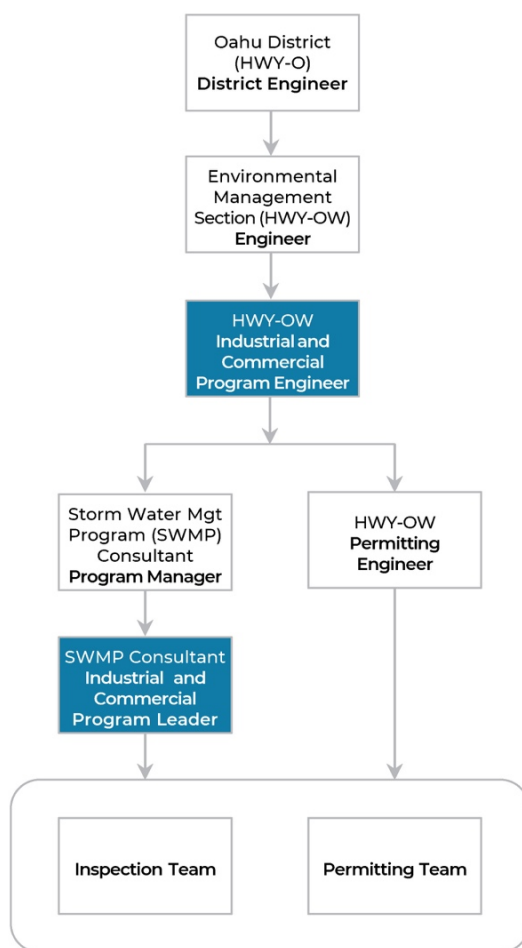 Oahu District
(HWY-O)
District Engineer
Environmental
Management
Section (HWY-OW)
Engineer
HWY-OW
Industrial and
Commercial
Program Engineer
Storm Water Mgt
Program (SWMP)
Consultant
Program Manager
HWY-OW
Permitting
Engineer
SWMP Consultant
Industrial and
Commercial
Program Leader
Inspection Team
Permitting Team